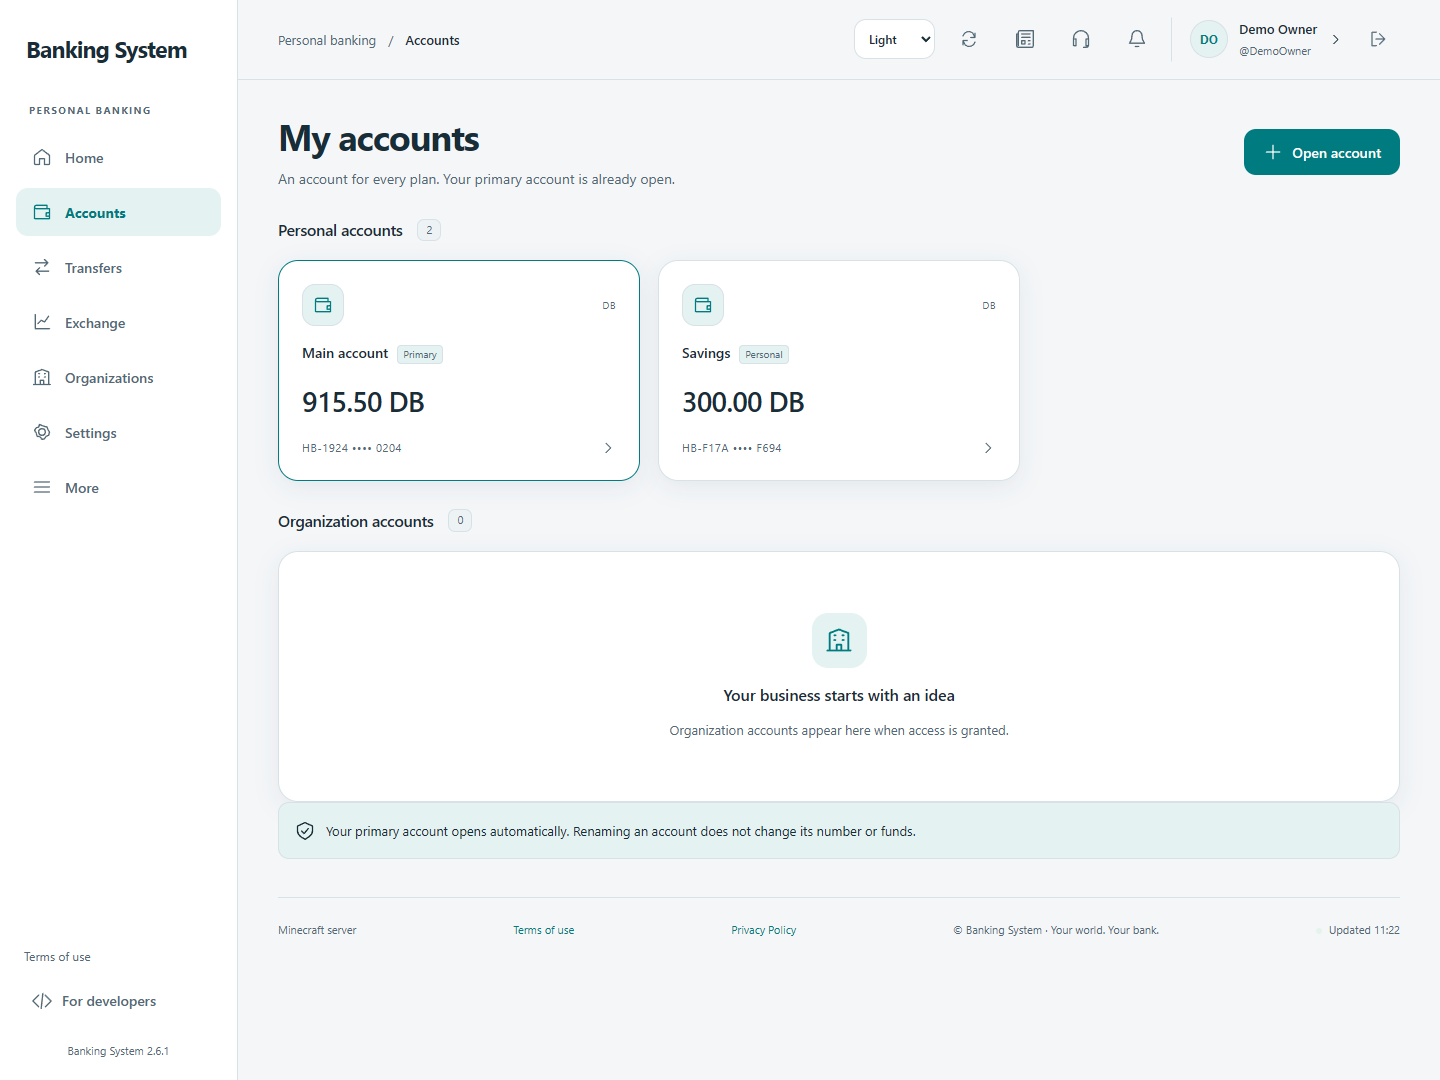 Banking System
PERSONAL BANKING
Home
Accounts
Transfers
Exchange
Organizations
Settings
More
Terms of use
For developers
Banking System 2.6.1
Personal banking / Accounts
Light
DO
Demo Owner
@DemoOwner
My accounts
An account for every plan. Your primary account is already open.
Open account
Personal accounts 2
DB
Main account Primary
915.50 DB
HB-1924 •••• 0204
DB
Savings Personal
300.00 DB
HB-F17A •••• F694
Organization accounts 0
Your business starts with an idea
Organization accounts appear here when access is granted.
Your primary account opens automatically. Renaming an account does not change its number or funds.
Minecraft server
Terms of use
Privacy Policy
© Banking System · Your world. Your bank.
Updated 11:22